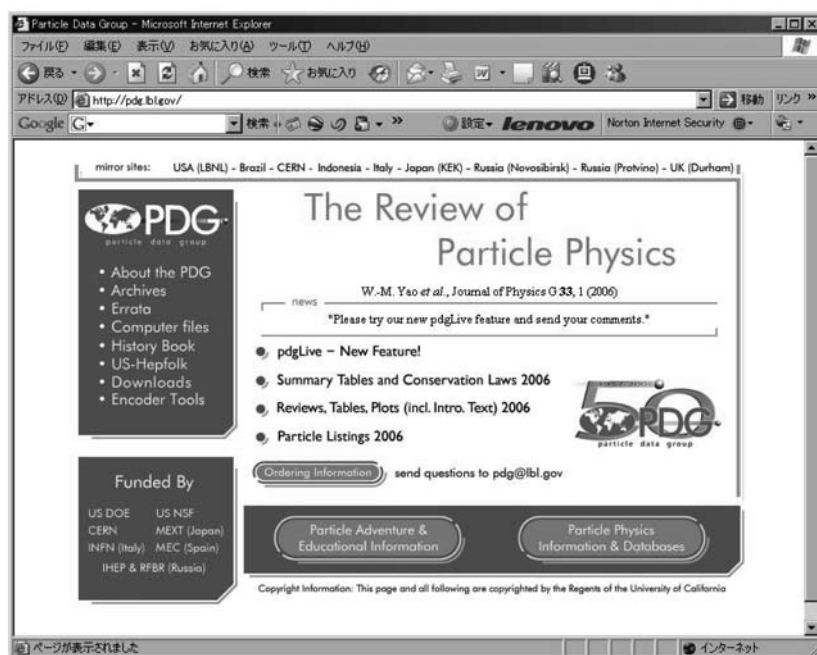 Particle Data Group - Microsoft Internet Explorer
ファイル(F) 編集(E) 表示(V) お気に入り(A) ツール(T) ヘルプ(H)
戻る 検索 お気に入り
アドレス(D) http://pdg.lbl.gov/ 移動 リンク »
Google G 検索 » 設定 lenovo Norton Internet Security
mirror sites: USA (LBNL) - Brazil - CERN - Indonesia - Italy - Japan (KEK) - Russia (Novosibirsk) - Russia (Protvino) - UK (Durham)
PDG
particle data group
• About the PDG
• Archives
• Errata
• Computer files
• History Book
• US-Hepfolk
• Downloads
• Encoder Tools
The Review of
Particle Physics
W.-M. Yao et al., Journal of Physics G 33, 1 (2006)
news
"Please try our new pdgLive feature and send your comments."
pdgLive - New Feature!
Summary Tables and Conservation Laws 2006
Reviews, Tables, Plots (incl. Intro. Text) 2006
Particle Listings 2006
50
PDG
particle data group
Ordering Information send questions to pdg@lbl.gov
Funded By
US DOE US NSF
CERN MEXT (Japan)
INFN (Italy) MEC (Spain)
IHEP & RFBR (Russia)
Particle Adventure &
Educational Information
Particle Physics
Information & Databases
Copyright Information: This page and all following are copyrighted by the Regents of the University of California
ページが表示されました インターネット